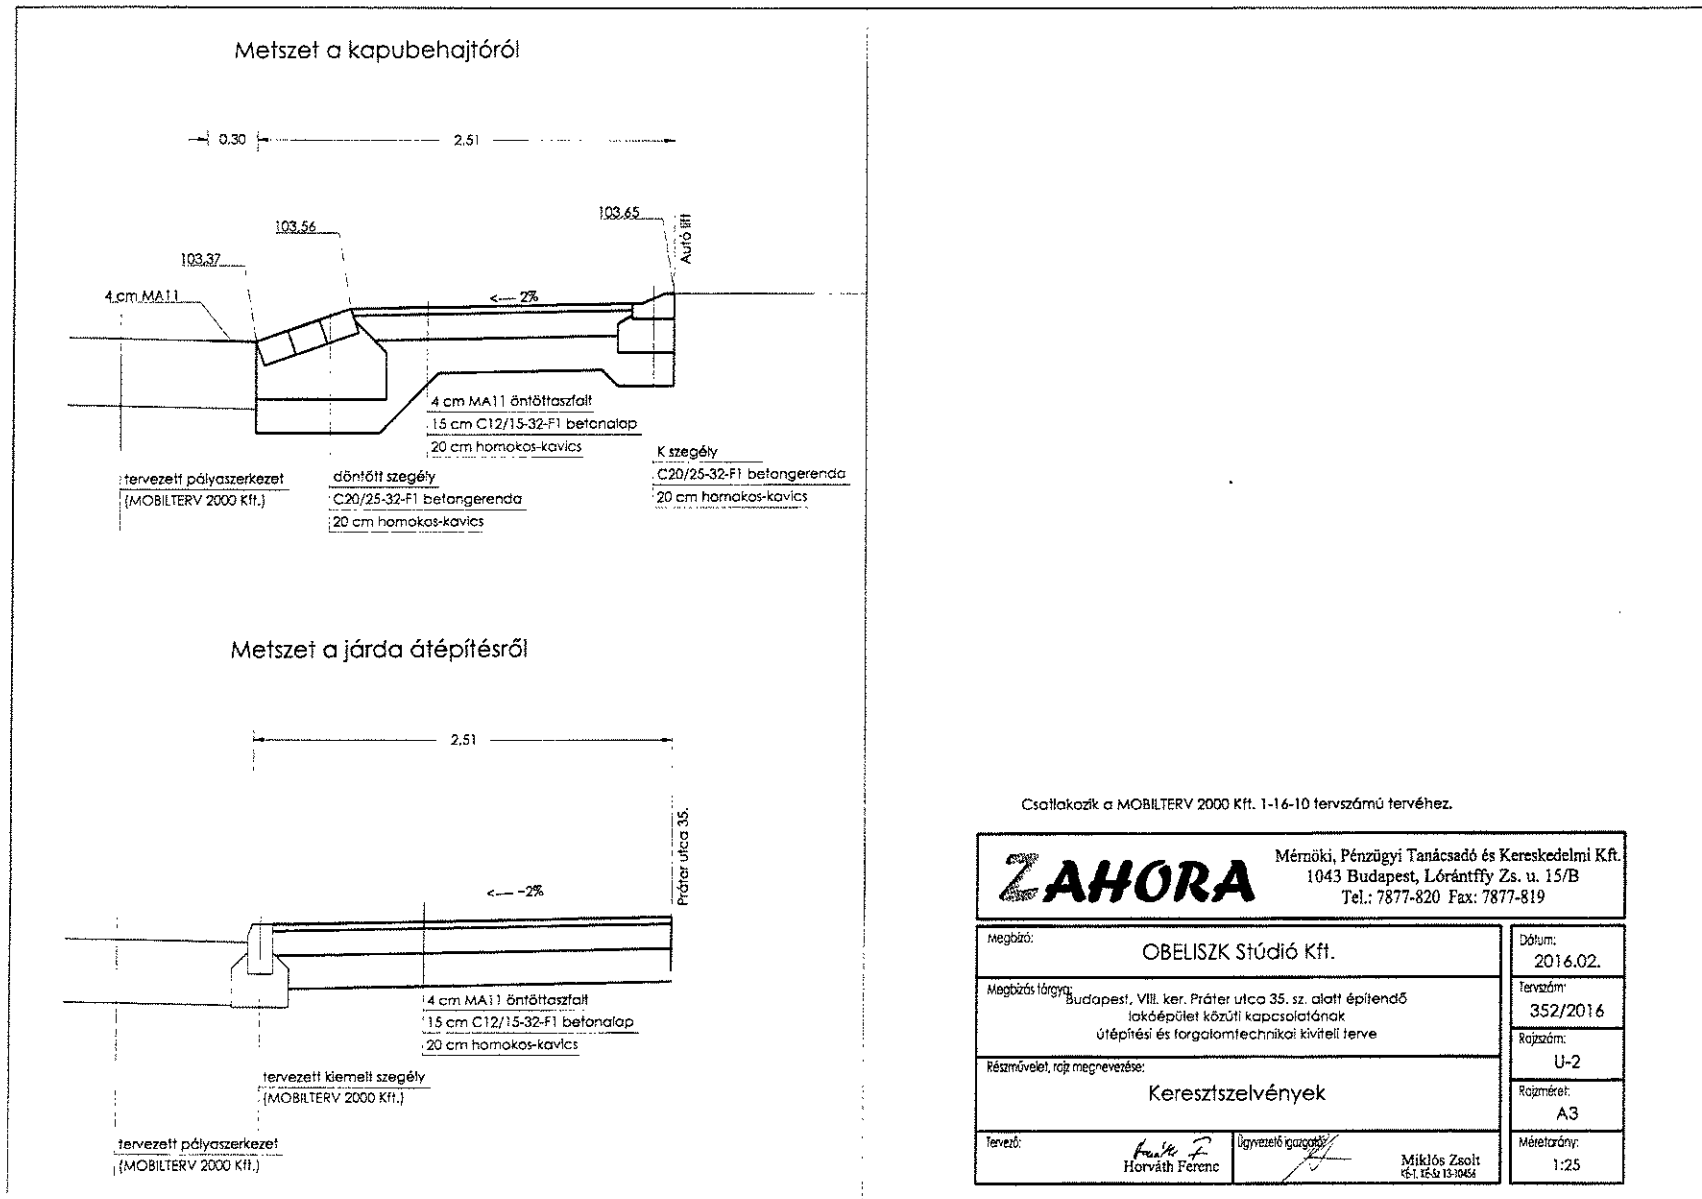 Metszet a kapubehajtóról
0,30
2,51
103,65
Autó lift
103,56
103,37
4 cm MA11
<--- 2%
4 cm MA11 öntöttaszfalt
15 cm C12/15-32-F1 betonalap
20 cm homokos-kavics
K szegély
C20/25-32-F1 betongerenda
20 cm homokos-kavics
tervezett pályaszerkezet
(MOBILTERV 2000 Kft.)
döntött szegély
C20/25-32-F1 betongerenda
20 cm homokos-kavics
Metszet a járda átépítésről
2,51
Práter utca 35.
<--- -2%
4 cm MA11 öntöttaszfalt
15 cm C12/15-32-F1 betonalap
20 cm homokos-kavics
tervezett kiemelt szegély
(MOBILTERV 2000 Kft.)
tervezett pályaszerkezet
(MOBILTERV 2000 Kft.)
Csatlakozik a MOBILTERV 2000 Kft. 1-16-10 tervszámú tervéhez.
ZAHORA
Mérnöki, Pénzügyi Tanácsadó és Kereskedelmi Kft.
1043 Budapest, Lórántffy Zs. u. 15/B
Tel.: 7877-820 Fax: 7877-819
Megbízó:
OBELISZK Stúdió Kft.
Dátum:
2016.02.
Megbízás tárgya:
Budapest, VIII. ker. Práter utca 35. sz. alatt építendő
lakóépület közúti kapcsolatának
útépítési és forgalomtechnikai kiviteli terve
Tervszám:
352/2016
Rajzszám:
U-2
Részművelet, rajz megnevezése:
Keresztszelvények
Rajzméret:
A3
Tervező:
Horváth Ferenc
Ügyvezető igazgató:
Miklós Zsolt
Méretarány:
1:25